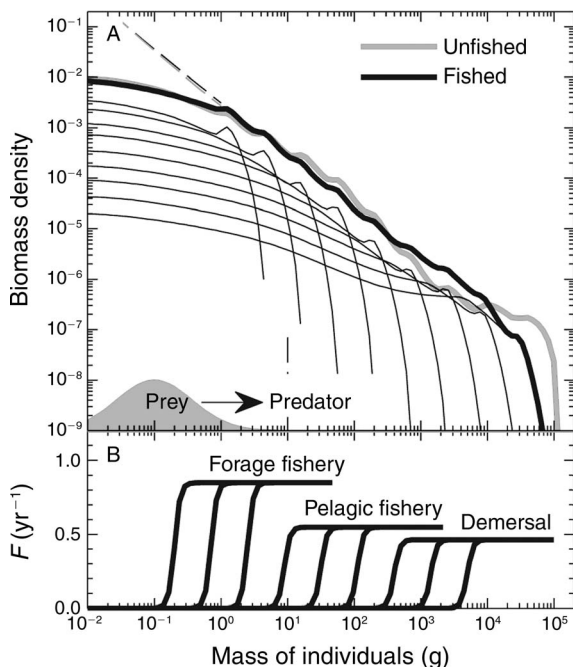 10⁻¹
A
Unfished
10⁻²
Fished
10⁻³
10⁻⁴
10⁻⁵
10⁻⁶
10⁻⁷
10⁻⁸
10⁻⁹
Biomass density
Prey
Predator
B
Forage fishery
Pelagic fishery
Demersal
1.0
0.5
0.0
F (yr⁻¹)
10⁻² 10⁻¹ 10⁰ 10¹ 10² 10³ 10⁴ 10⁵
Mass of individuals (g)